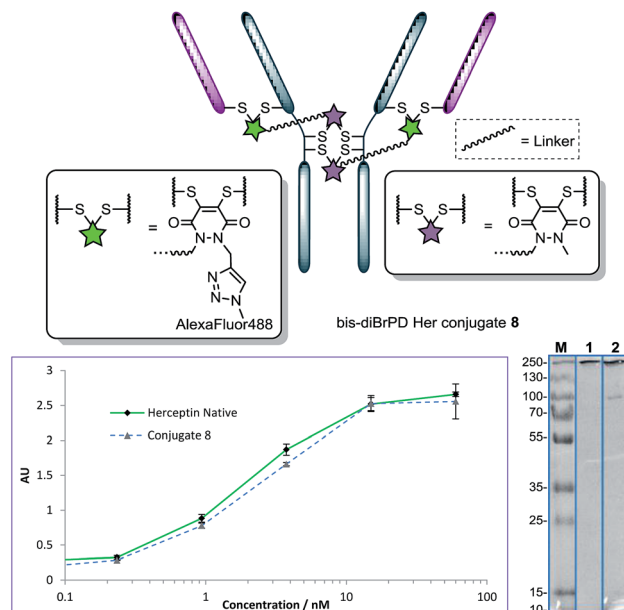 S S
S S
S S
S S
= Linker
S S
=
S S
O O
N N
N
N=N
AlexaFluor488
S S
=
S S
O O
N N
bis-diBrPD Her conjugate 8
3
2.5
2
1.5
1
0.5
0
AU
Herceptin Native
Conjugate 8
0.1 1 10 100
Concentration / nM
M 1 2
250-
130-
100-
70-
55-
35-
25-
15-
10